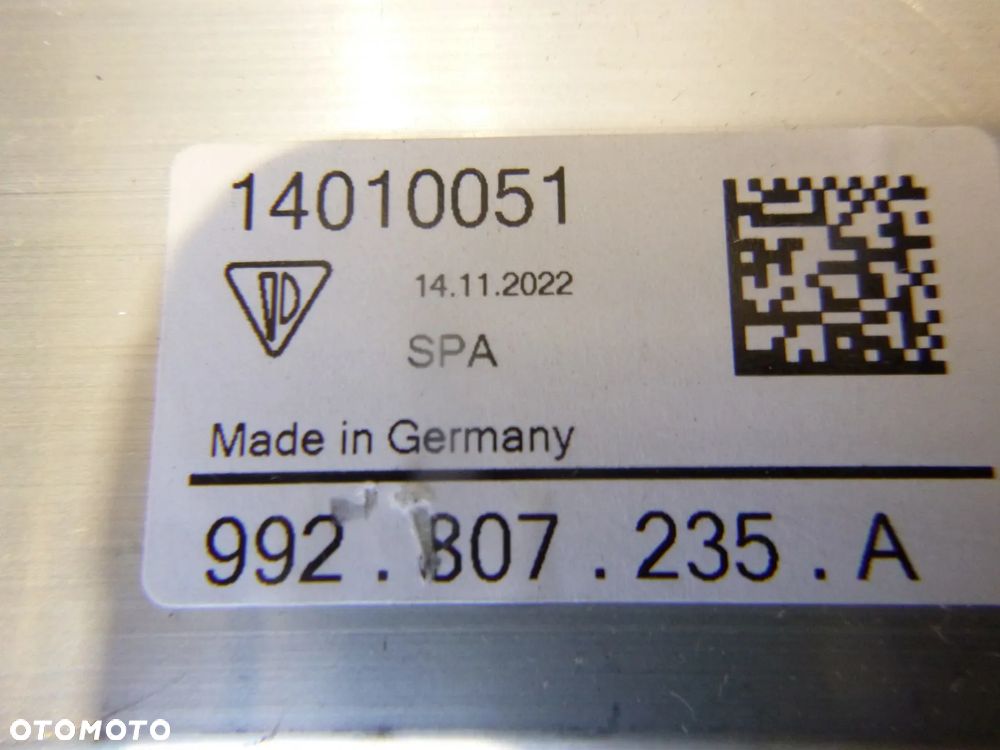 14010051
14.11.2022
SPA
Made in Germany
992 . 807 . 235 . A
OTOMOTO